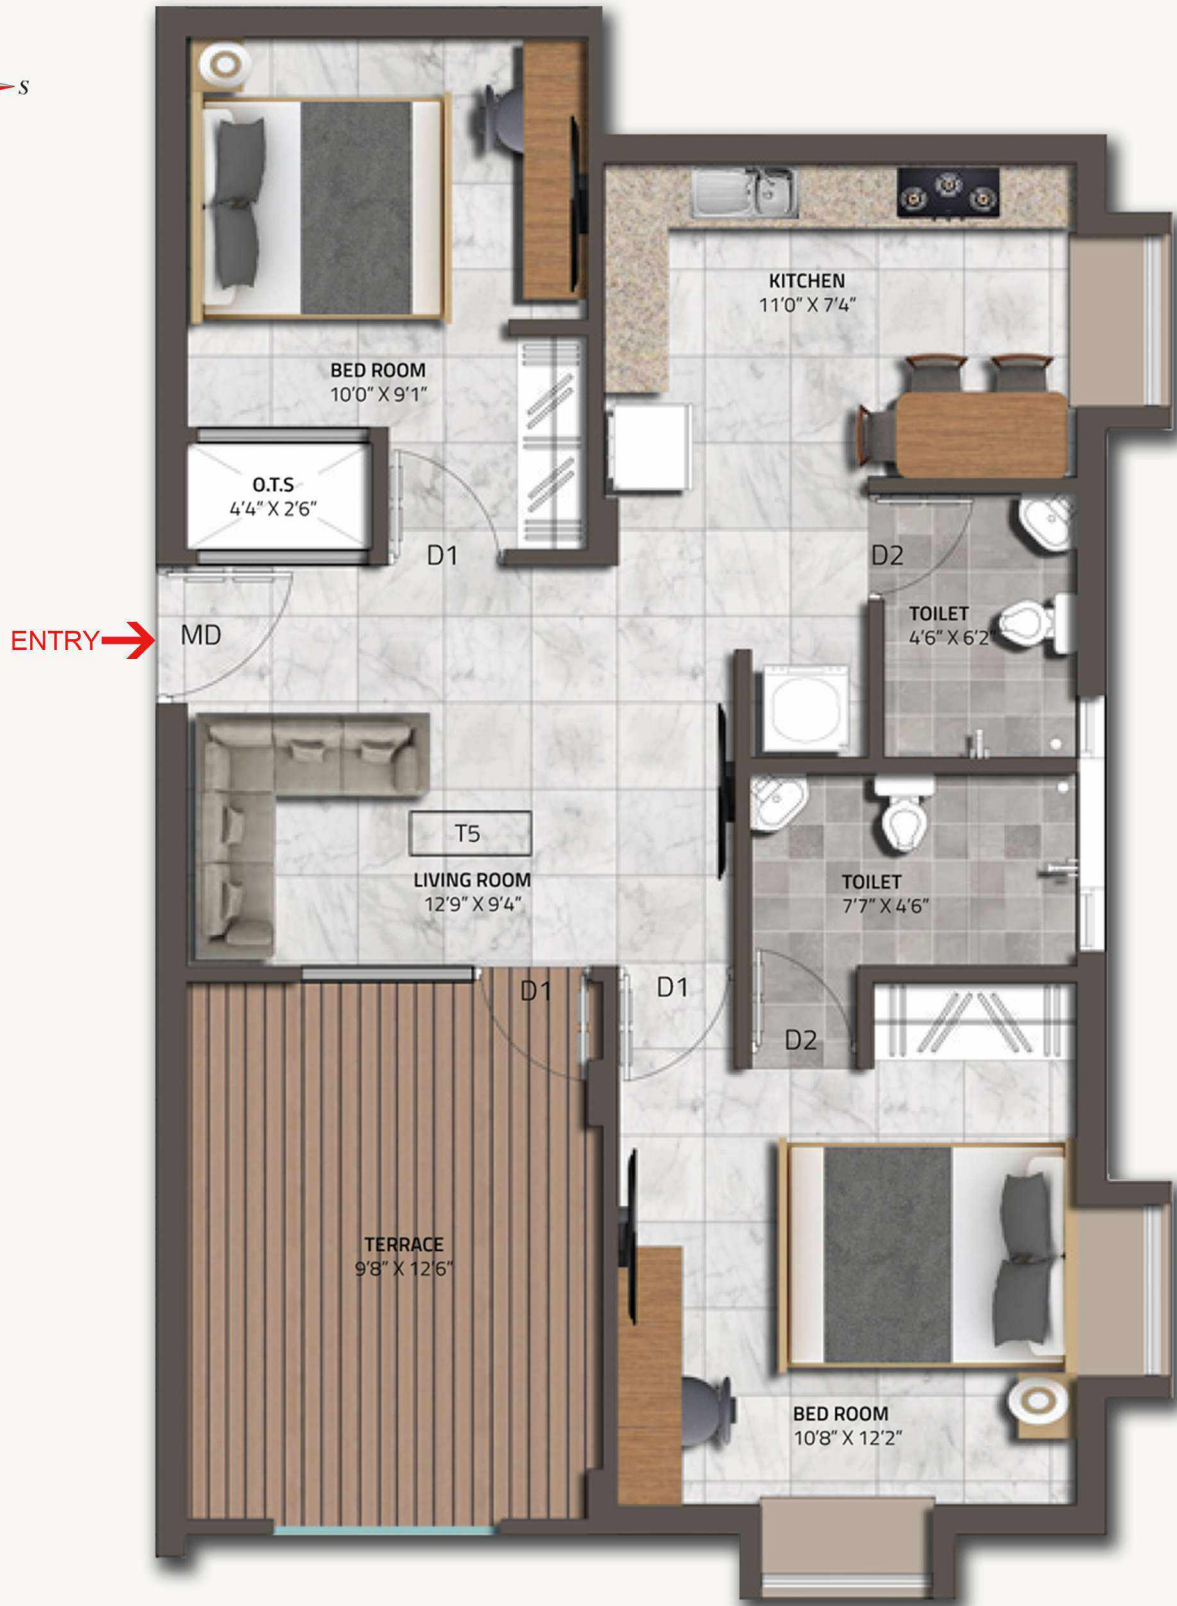 S
KITCHEN
11'0" X 7'4"
BED ROOM
10'0" X 9'1"
O.T.S
4'4" X 2'6"
D1
D2
TOILET
4'6" X 6'2"
ENTRY
MD
T5
LIVING ROOM
12'9" X 9'4"
TOILET
7'7" X 4'6"
D1
D1
D2
TERRACE
9'8" X 12'6"
BED ROOM
10'8" X 12'2"